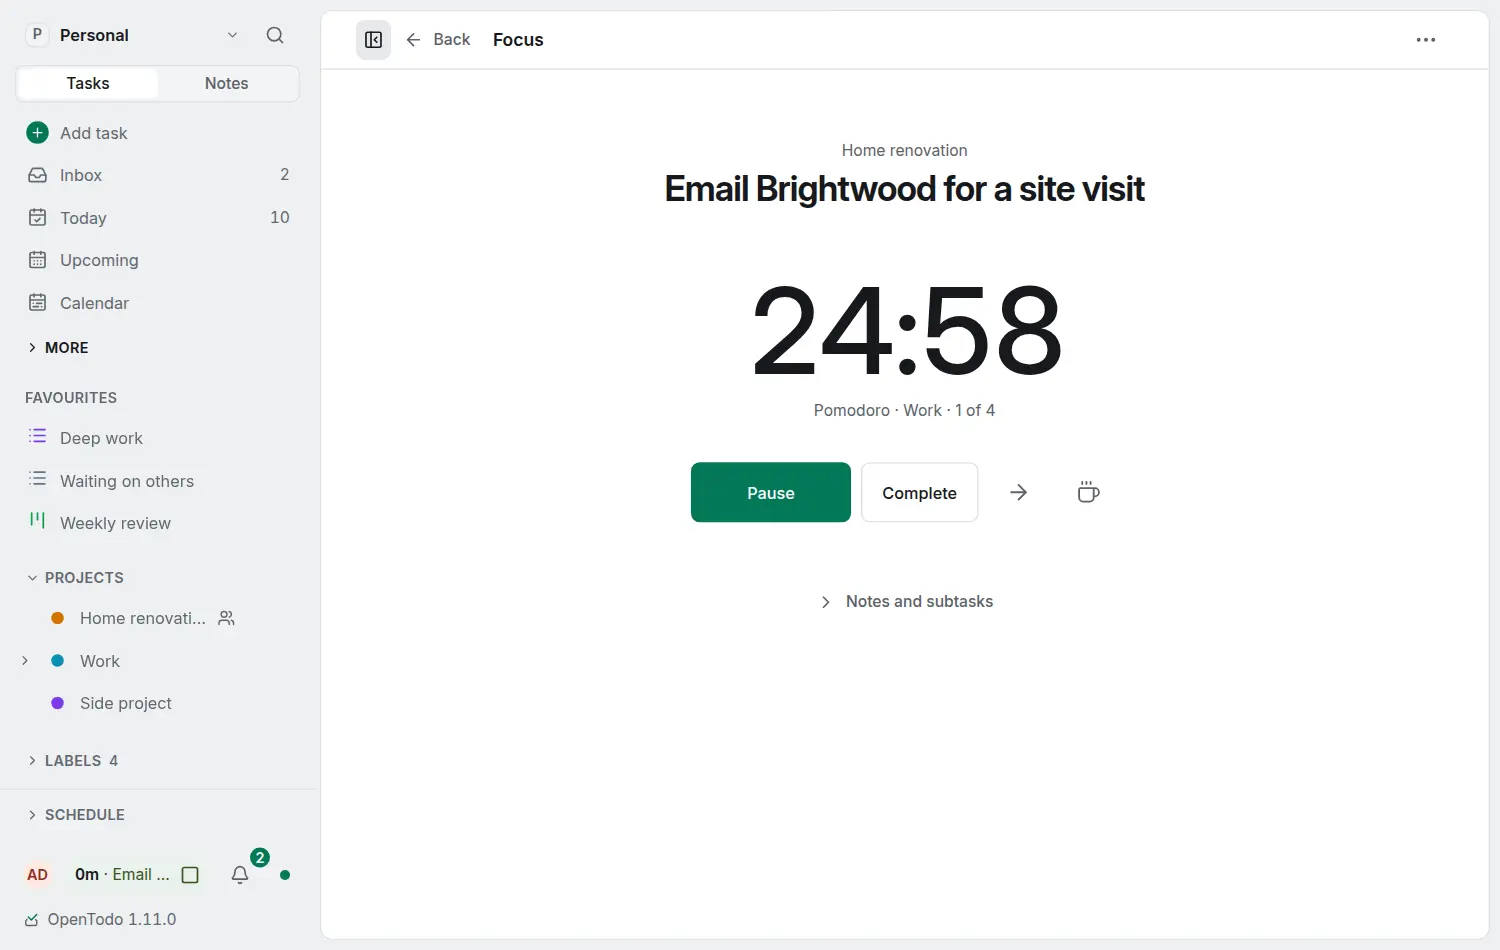 P Personal
Tasks Notes
Add task
Inbox 2
Today 10
Upcoming
Calendar
MORE
FAVOURITES
Deep work
Waiting on others
Weekly review
PROJECTS
Home renovati...
Work
Side project
LABELS 4
SCHEDULE
AD 0m · Email ... 2
OpenTodo 1.11.0
Back Focus
Home renovation
Email Brightwood for a site visit
24:58
Pomodoro · Work · 1 of 4
Pause Complete
Notes and subtasks